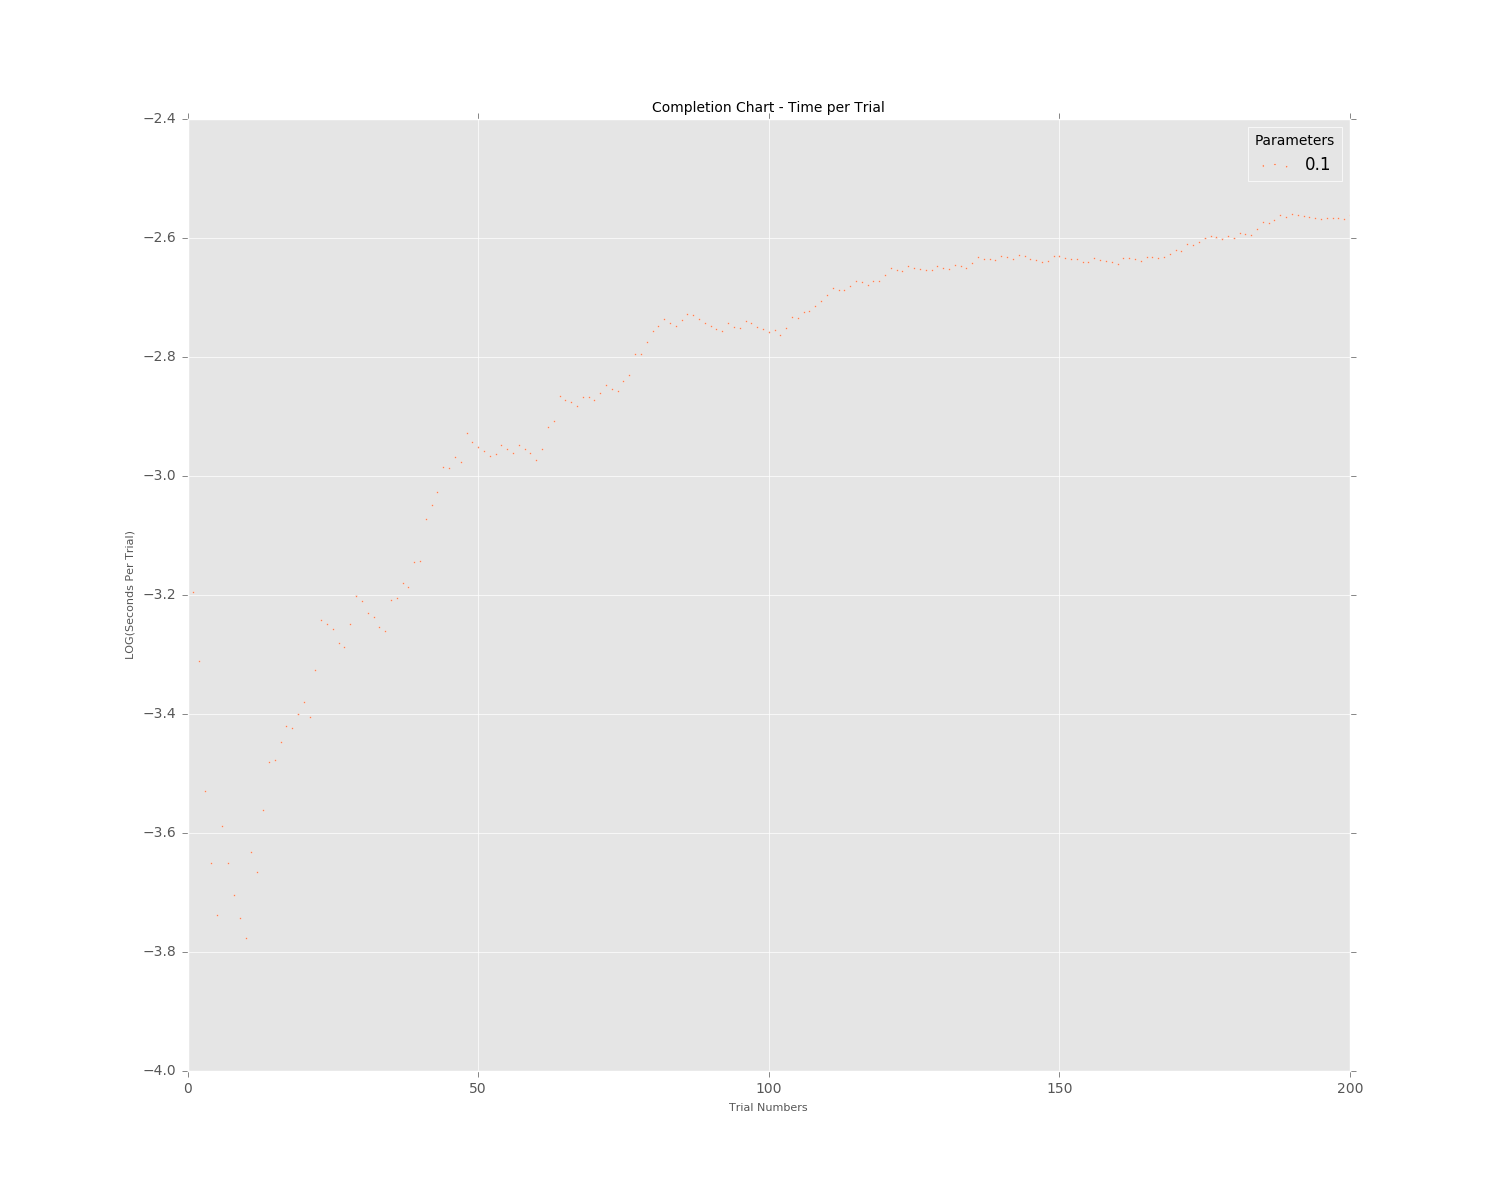 Completion Chart - Time per Trial
−2.4
−2.6
−2.8
−3.0
−3.2
−3.4
−3.6
−3.8
−4.0
LOG(Seconds Per Trial)
Parameters
0.1
0 50 100 150 200
Trial Numbers